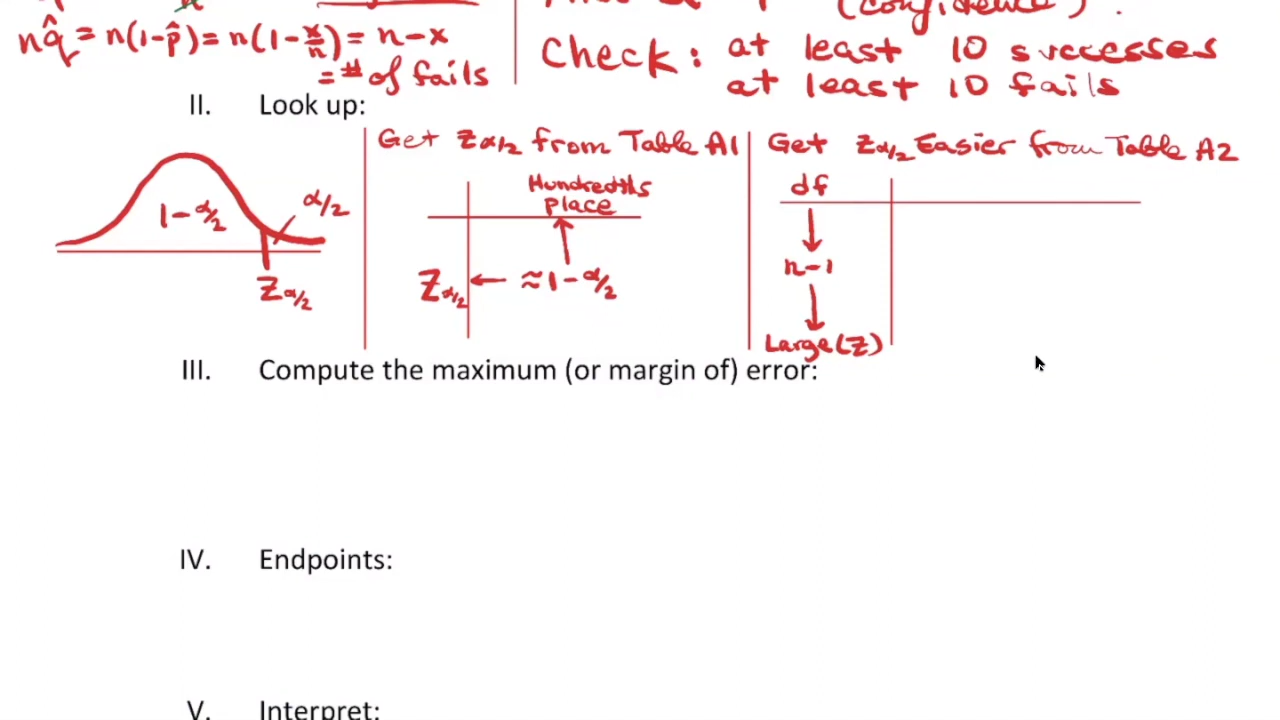 (confidence).
nq̂ = n(1-p̂) = n(1-x/n) = n-x
= # of fails
Check: at least 10 successes
at least 10 fails
II. Look up:
1-α/2
α/2
Zα/2
Get Zα/2 from Table A1
Hundredths
place
Zα/2 ← ≈1-α/2
Get Zα/2 Easier from Table A2
df
↓
n-1
↓
Large(Z)
III. Compute the maximum (or margin of) error:
IV. Endpoints:
V. Interpret: